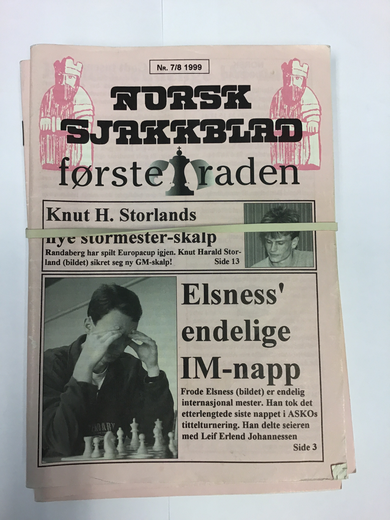 NR. 7/8 1999
NORSK
SJAKKBLAD
første raden
Knut H. Storlands
nye stormester-skalp
Randaberg har spilt Europacup igjen. Knut Harald Stor-
land (bildet) sikret seg ny GM-skalp! Side 13
Elsness'
endelige
IM-napp
Frode Elsness (bildet) er endelig
internasjonal mester. Han tok det
etterlengtede siste nappet i ASKOs
tittelturnering. Han delte seieren
med Leif Erlend Johannessen
Side 3